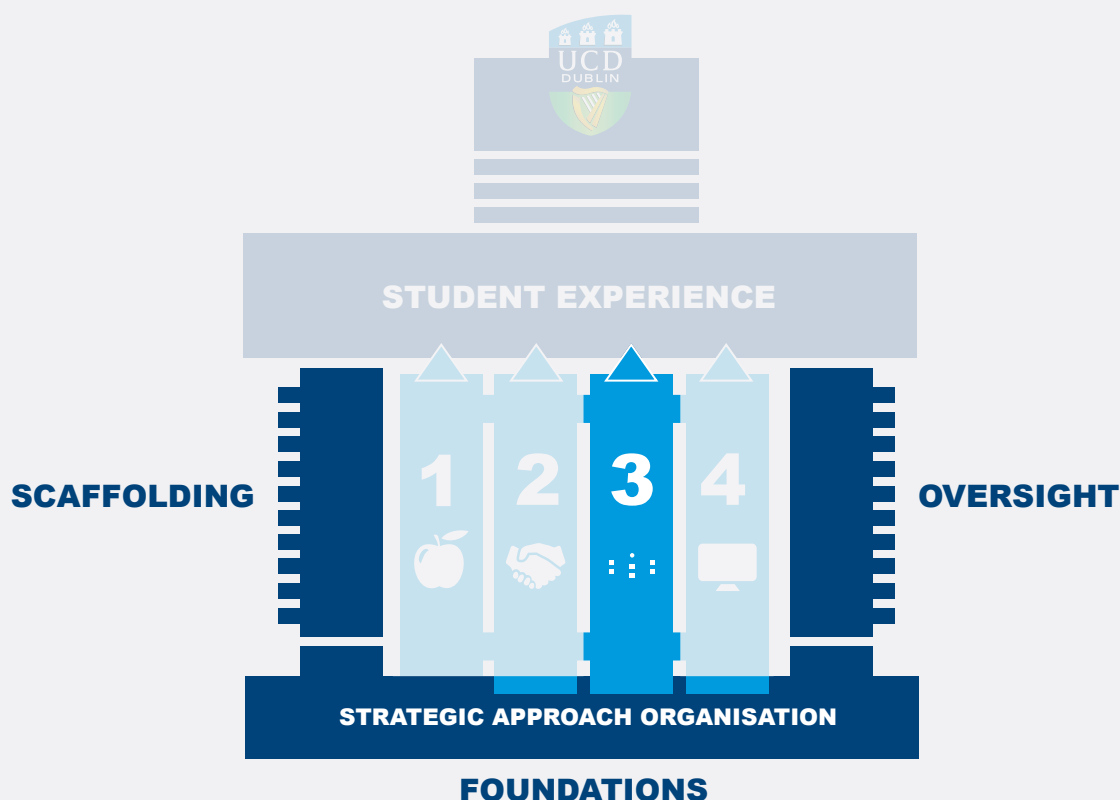 UCD
DUBLIN
STUDENT EXPERIENCE
1 2 3 4
SCAFFOLDING
OVERSIGHT
STRATEGIC APPROACH ORGANISATION
FOUNDATIONS